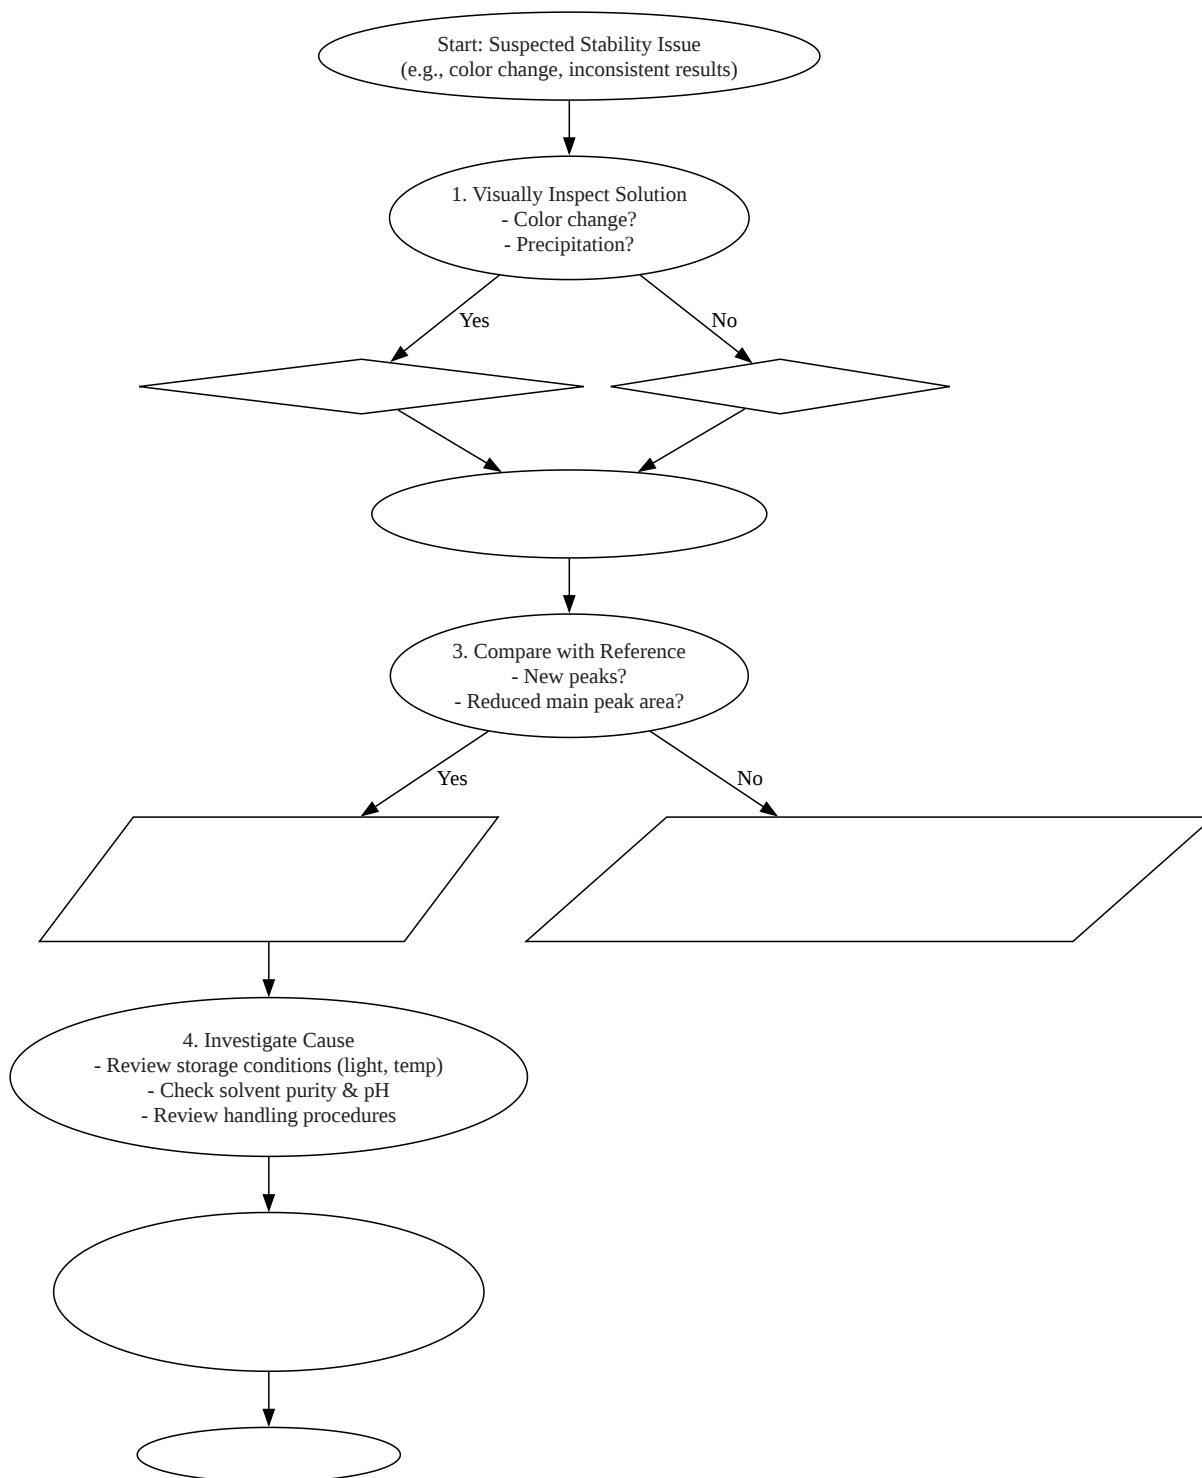 Start: Suspected Stability Issue
(e.g., color change, inconsistent results)
1. Visually Inspect Solution
- Color change?
- Precipitation?
Yes
No
3. Compare with Reference
- New peaks?
- Reduced main peak area?
Yes
No
4. Investigate Cause
- Review storage conditions (light, temp)
- Check solvent purity & pH
- Review handling procedures